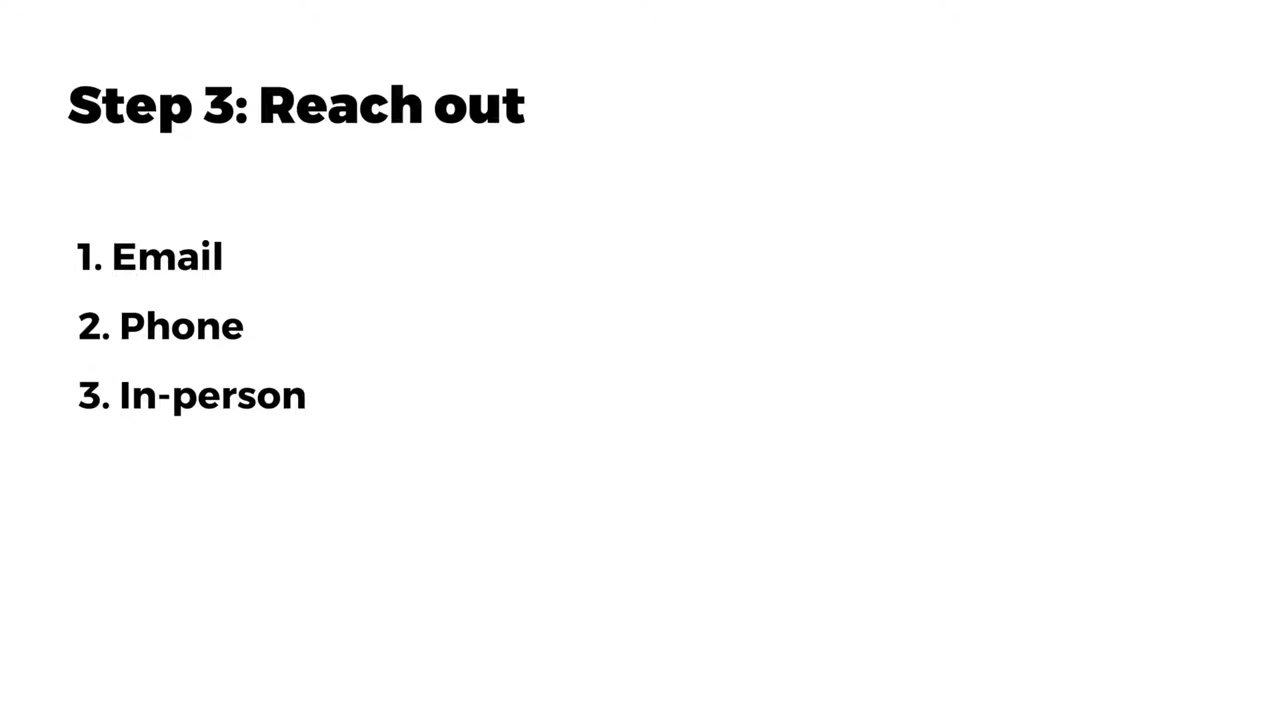 Step 3: Reach out
1. Email
2. Phone
3. In-person